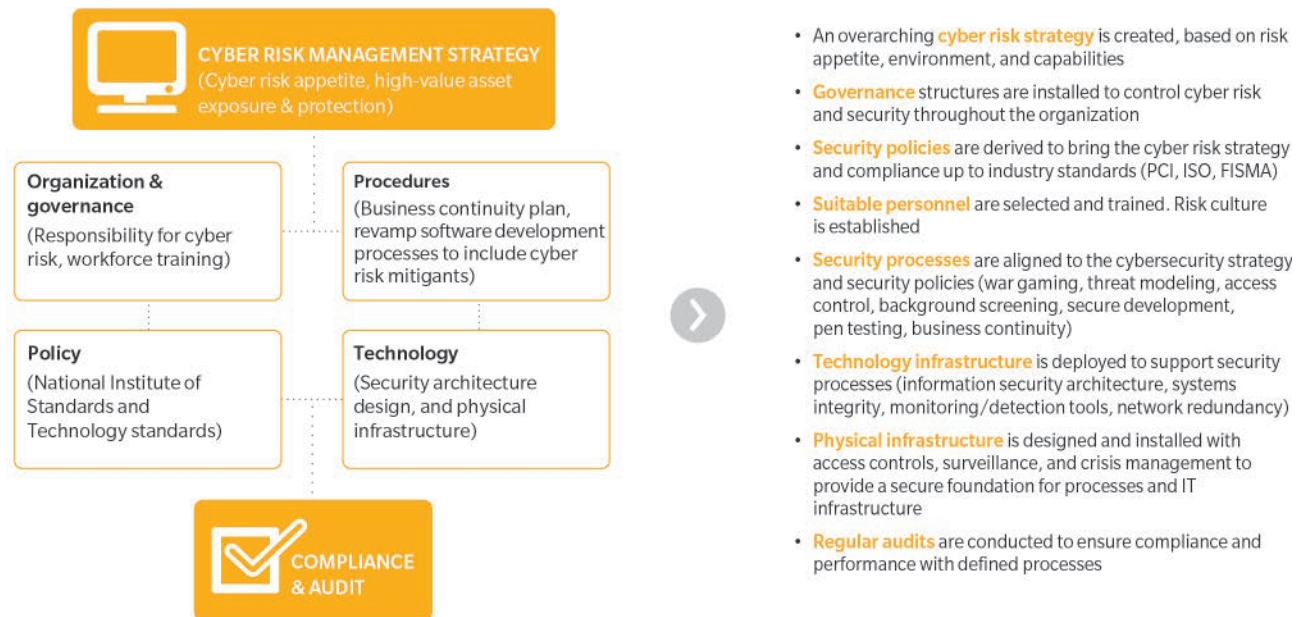 CYBER RISK MANAGEMENT STRATEGY
(Cyber risk appetite, high-value asset
exposure & protection)
Organization &
governance
(Responsibility for cyber
risk, workforce training)
Procedures
(Business continuity plan,
revamp software development
processes to include cyber
risk mitigants)
Policy
(National Institute of
Standards and
Technology standards)
Technology
(Security architecture
design, and physical
infrastructure)
COMPLIANCE
& AUDIT
• An overarching cyber risk strategy is created, based on risk
appetite, environment, and capabilities
• Governance structures are installed to control cyber risk
and security throughout the organization
• Security policies are derived to bring the cyber risk strategy
and compliance up to industry standards (PCI, ISO, FISMA)
• Suitable personnel are selected and trained. Risk culture
is established
• Security processes are aligned to the cybersecurity strategy
and security policies (war gaming, threat modeling, access
control, background screening, secure development,
pen testing, business continuity)
• Technology infrastructure is deployed to support security
processes (information security architecture, systems
integrity, monitoring/detection tools, network redundancy)
• Physical infrastructure is designed and installed with
access controls, surveillance, and crisis management to
provide a secure foundation for processes and IT
infrastructure
• Regular audits are conducted to ensure compliance and
performance with defined processes